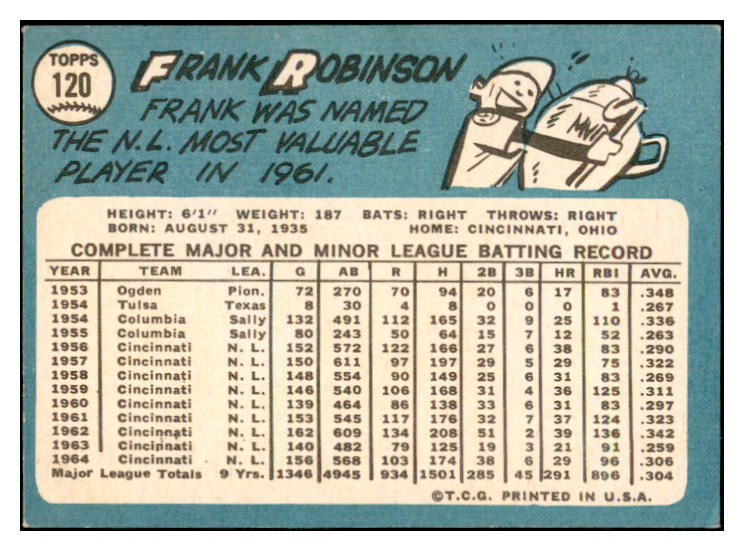 TOPPS
120
FRANK ROBINSON
FRANK WAS NAMED
THE N.L. MOST VALUABLE
PLAYER IN 1961.
MVP
HEIGHT: 6'1" WEIGHT: 187 BATS: RIGHT THROWS: RIGHT
BORN: AUGUST 31, 1935 HOME: CINCINNATI, OHIO
COMPLETE MAJOR AND MINOR LEAGUE BATTING RECORD
YEAR TEAM LEA. G AB R H 2B 3B HR RBI AVG.
1953 Ogden Pion. 72 270 70 94 20 6 17 83 .348
1954 Tulsa Texas 8 30 4 8 0 0 0 1 .267
1954 Columbia Sally 132 491 112 165 32 9 25 110 .336
1955 Columbia Sally 80 243 50 64 15 7 12 52 .263
1956 Cincinnati N. L. 152 572 122 166 27 6 38 83 .290
1957 Cincinnati N. L. 150 611 97 197 29 5 29 75 .322
1958 Cincinnati N. L. 148 554 90 149 25 6 31 83 .269
1959 Cincinnati N. L. 146 540 106 168 31 4 36 125 .311
1960 Cincinnati N. L. 139 464 86 138 33 6 31 83 .297
1961 Cincinnati N. L. 153 545 117 176 32 7 37 124 .323
1962 Cincinnati N. L. 162 609 134 208 51 2 39 136 .342
1963 Cincinnati N. L. 140 482 79 125 19 3 21 91 .259
1964 Cincinnati N. L. 156 568 103 174 38 6 29 96 .306
Major League Totals 9 Yrs. 1346 4945 934 1501 285 45 291 896 .304
©T.C.G. PRINTED IN U.S.A.